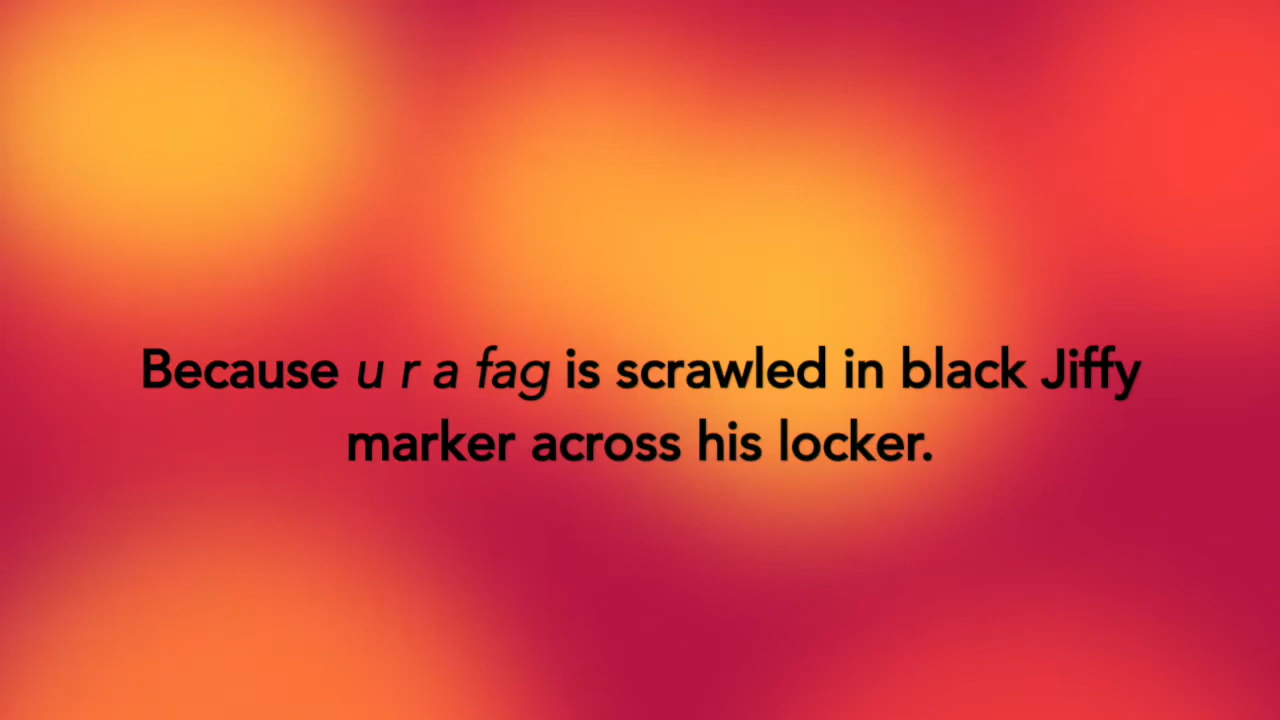 Because u r a fag is scrawled in black Jiffy
marker across his locker.